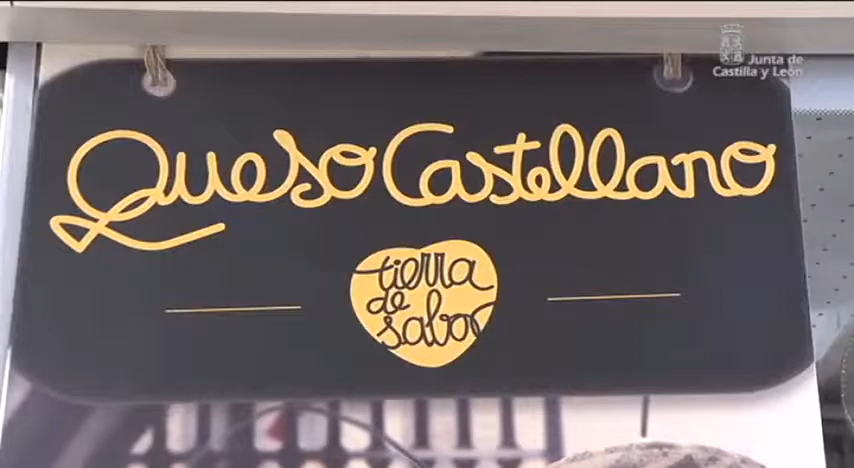 Junta de
Castilla y León
Queso Castellano
tierra
de
sabor